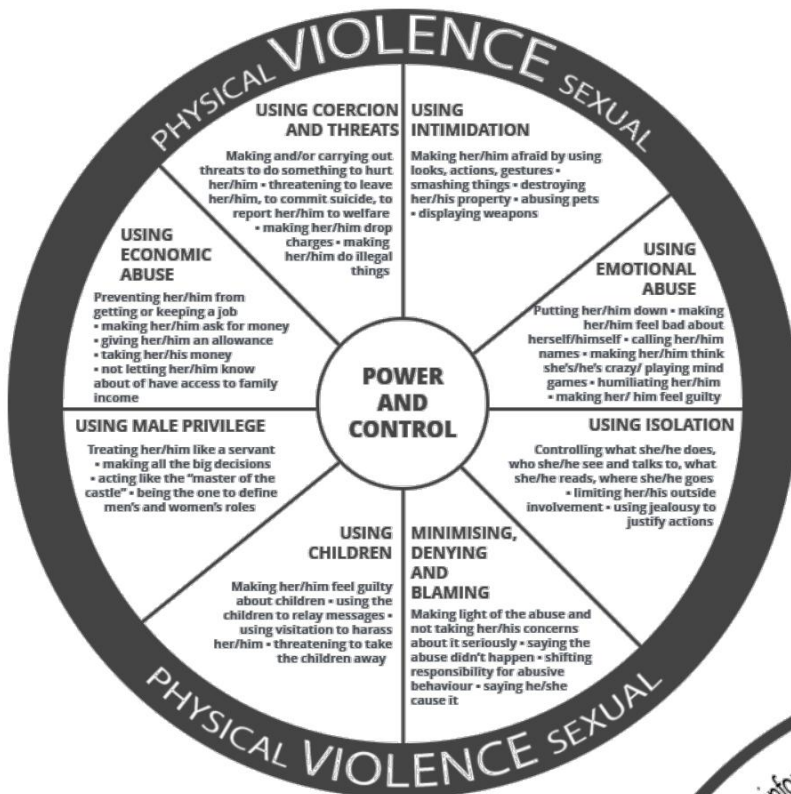 PHYSICAL VIOLENCE SEXUAL
USING COERCION
AND THREATS
Making and/or carrying out
threats to do something to hurt
her/him ▪ threatening to leave
her/him, to commit suicide, to
report her/him to welfare
▪ making her/him drop
charges ▪ making
her/him do illegal
things
USING
INTIMIDATION
Making her/him afraid by using
looks, actions, gestures ▪
smashing things ▪ destroying
her/his property ▪ abusing pets
▪ displaying weapons
USING
ECONOMIC
ABUSE
Preventing her/him from
getting or keeping a job
▪ making her/him ask for money
▪ giving her/him an allowance
▪ taking her/his money
▪ not letting her/him know
about of have access to family
income
USING
EMOTIONAL
ABUSE
Putting her/him down ▪ making
her/him feel bad about
herself/himself ▪ calling her/him
names ▪ making her/him think
she's/he's crazy/ playing mind
games ▪ humiliating her/him
▪ making her/ him feel guilty
POWER
AND
CONTROL
USING MALE PRIVILEGE
Treating her/him like a servant
▪ making all the big decisions
▪ acting like the “master of the
castle” ▪ being the one to define
men's and women's roles
USING ISOLATION
Controlling what she/he does,
who she/he see and talks to, what
she/he reads, where she/he goes
▪ limiting her/his outside
involvement ▪ using jealousy to
justify actions
USING
CHILDREN
Making her/him feel guilty
about children ▪ using the
children to relay messages ▪
using visitation to harass
her/him ▪ threatening to take
the children away
MINIMISING,
DENYING
AND
BLAMING
Making light of the abuse and
not taking her/his concerns
about it seriously ▪ saying the
abuse didn't happen ▪ shifting
responsibility for abusive
behaviour ▪ saying he/she
cause it
PHYSICAL VIOLENCE SEXUAL